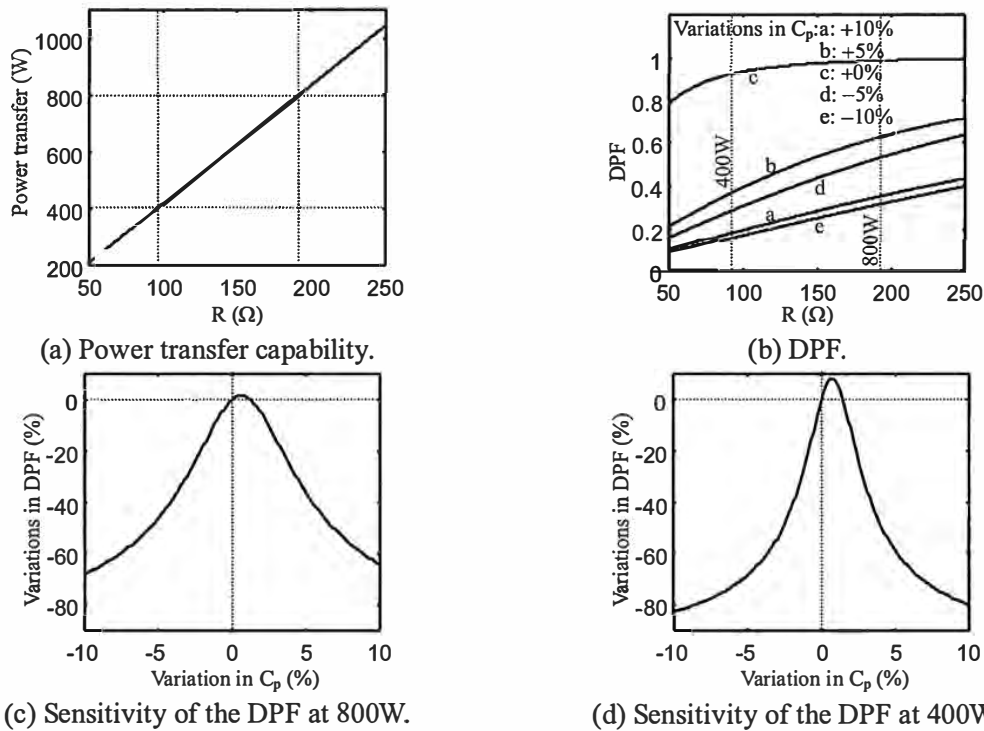 Power transfer (W)
1000
800
600
400
200
50 100 150 200 250
R (Ω)
(a) Power transfer capability.
Variations in Cp:a: +10%
b: +5%
c: +0%
d: −5%
e: −10%
DPF
1
0.8
0.6
0.4
0.2
0
c
b
d
a
e
400W
800W
50 100 150 200 250
R (Ω)
(b) DPF.
Variations in DPF (%)
0
-20
-40
-60
-80
-10 -5 0 5 10
Variation in Cp (%)
(c) Sensitivity of the DPF at 800W.
Variations in DPF (%)
0
-20
-40
-60
-80
-10 -5 0 5 10
Variation in Cp (%)
(d) Sensitivity of the DPF at 400W